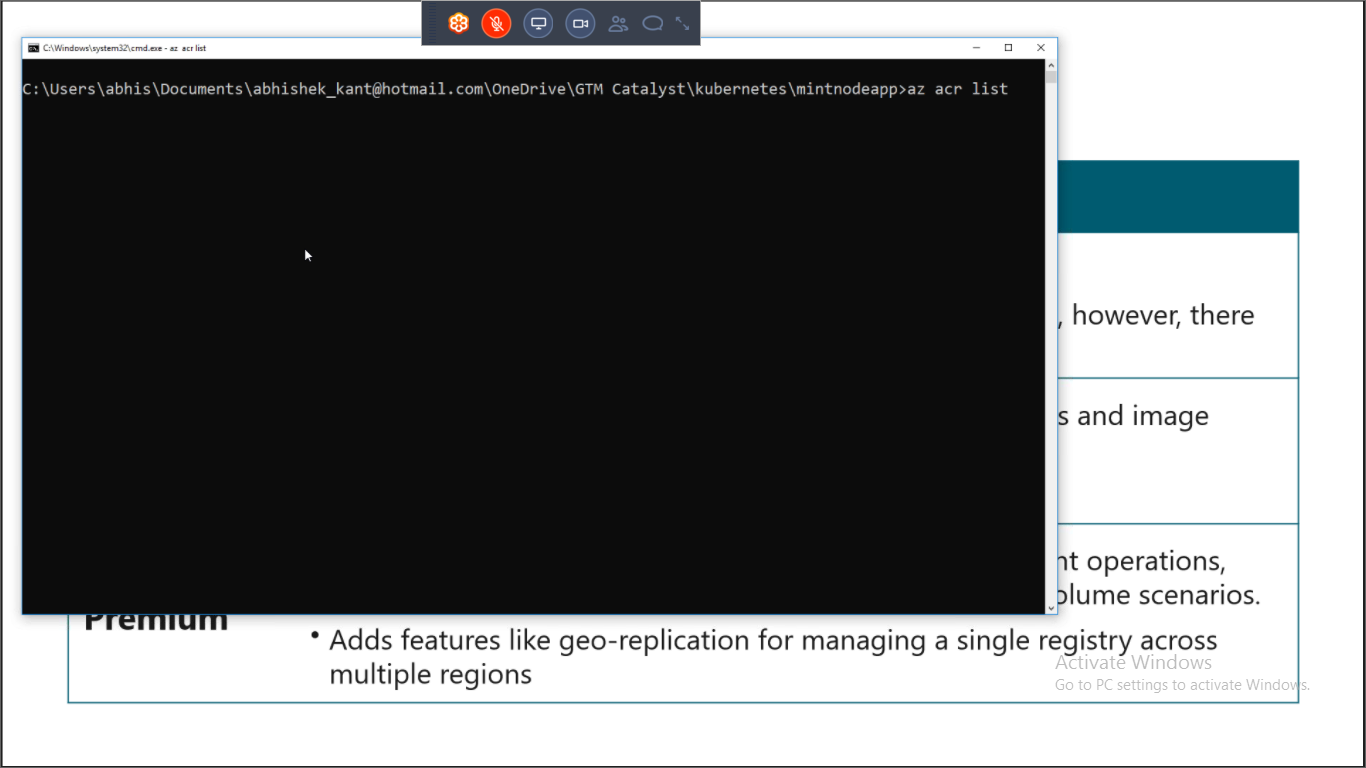 C:\Windows\system32\cmd.exe - az acr list
C:\Users\abhis\Documents\abhishek_kant@hotmail.com\OneDrive\GTM Catalyst\kubernetes\mintnodeapp>az acr list
, however, there
s and image
nt operations,
olume scenarios.
Premium
• Adds features like geo-replication for managing a single registry across
multiple regions
Activate Windows
Go to PC settings to activate Windows.